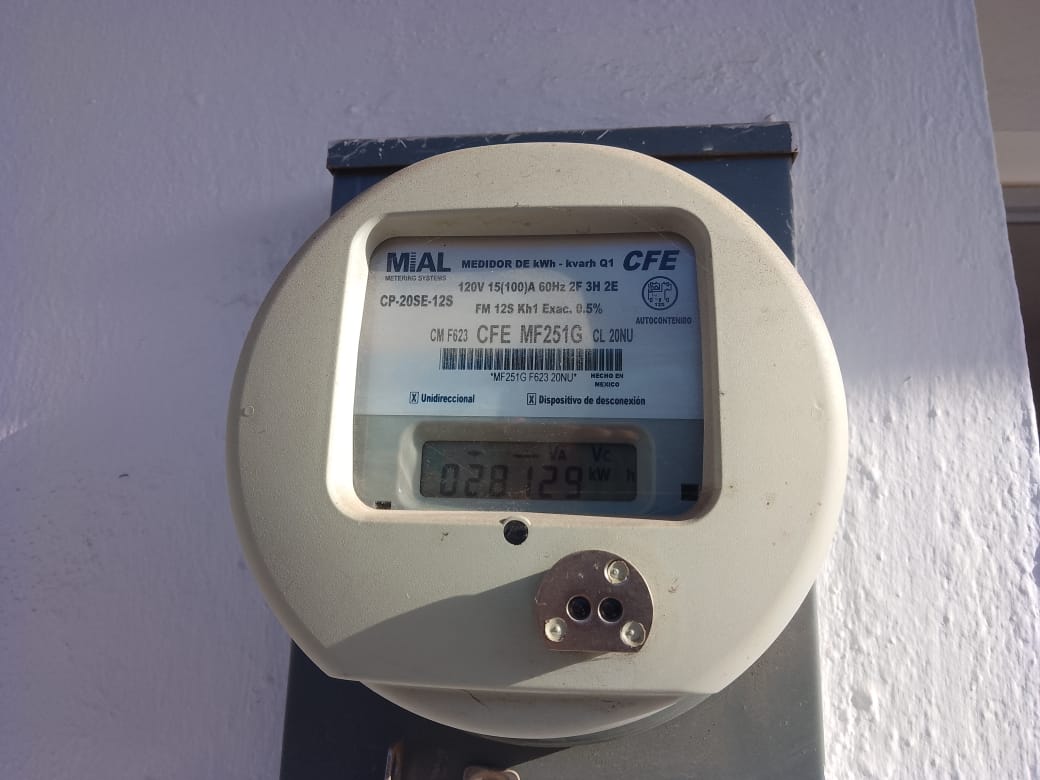 MIAL
METERING SYSTEMS
MEDIDOR DE kWh - kvarh Q1
CFE
120V 15(100)A 60Hz 2F 3H 2E
CP-20SE-12S
FM 12S Kh1 Exac. 0.5%
12S
AUTOCONTENIDO
CM F623 CFE MF251G CL 20NU
*MF251G F623 20NU*
HECHO EN
MEXICO
X Unidireccional
X Dispositivo de desconexión
VA VC
028129 kW h